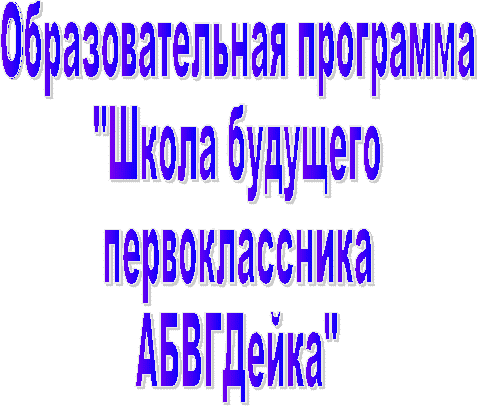 Образовательная программа
"Школа будущего
первоклассника
АБВГДейка"